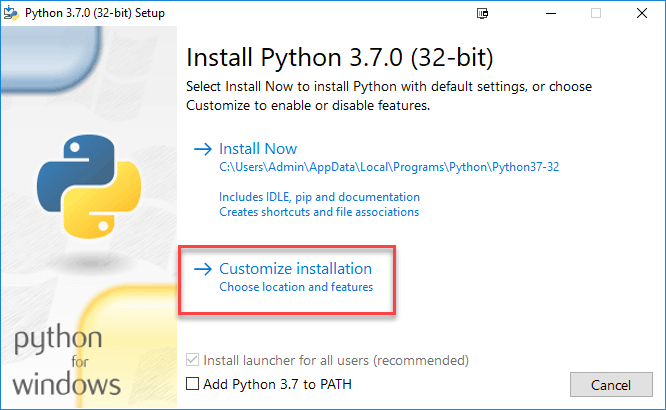 Python 3.7.0 (32-bit) Setup
Install Python 3.7.0 (32-bit)
Select Install Now to install Python with default settings, or choose
Customize to enable or disable features.
Install Now
C:\Users\Admin\AppData\Local\Programs\Python\Python37-32
Includes IDLE, pip and documentation
Creates shortcuts and file associations
Customize installation
Choose location and features
python
for
windows
Install launcher for all users (recommended)
Add Python 3.7 to PATH
Cancel